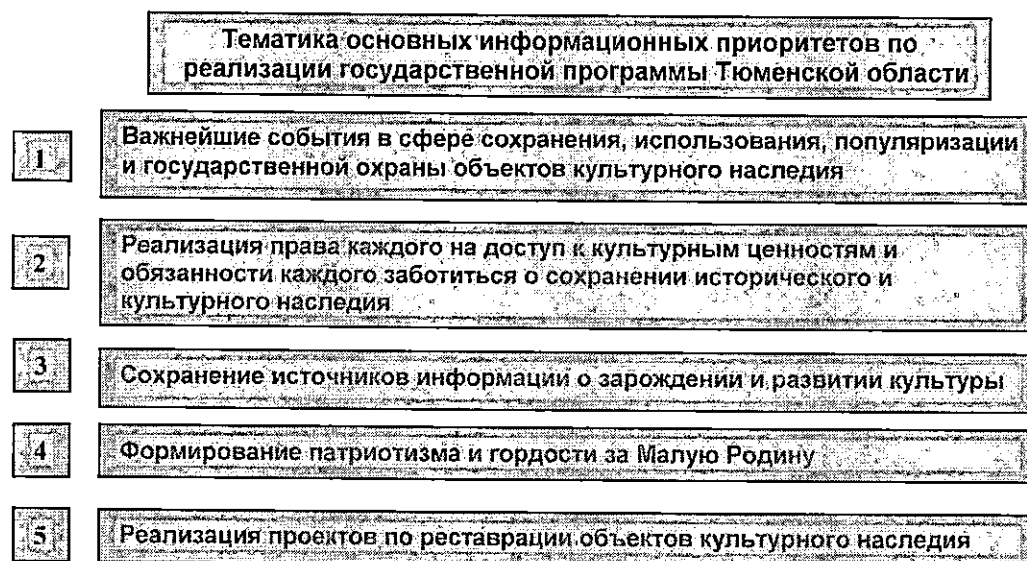 Тематика основных информационных приоритетов по
реализации государственной программы Тюменской области
1
Важнейшие события в сфере сохранения, использования, популяризации
и государственной охраны объектов культурного наследия
2
Реализация права каждого на доступ к культурным ценностям и
обязанности каждого заботиться о сохранении исторического и
культурного наследия
3
Сохранение источников информации о зарождении и развитии культуры
4
Формирование патриотизма и гордости за Малую Родину
5
Реализация проектов по реставрации объектов культурного наследия